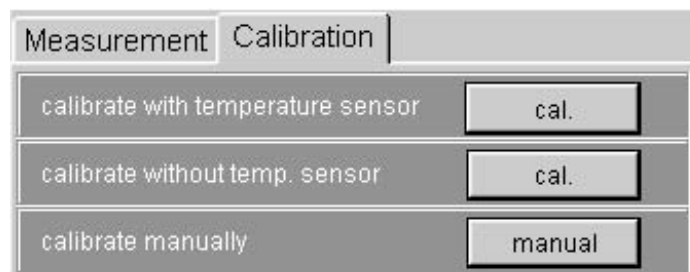 Measurement Calibration
calibrate with temperature sensor cal.
calibrate without temp. sensor cal.
calibrate manually manual